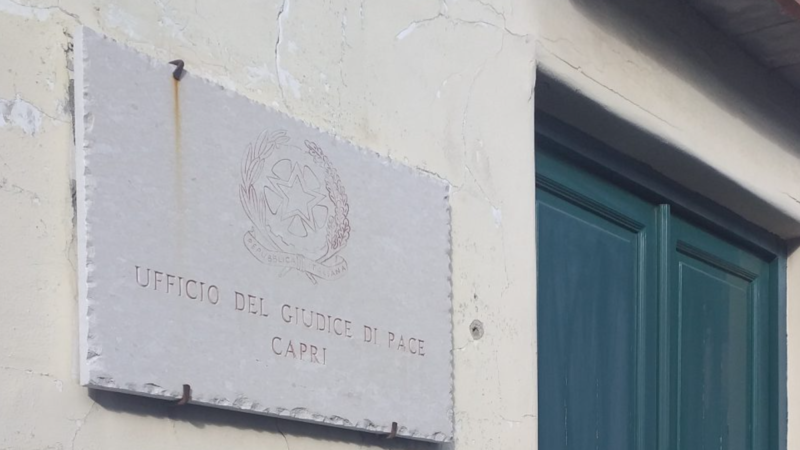 REPUBBLICA ITALIANA
UFFICIO DEL GIUDICE DI PACE
CAPRI